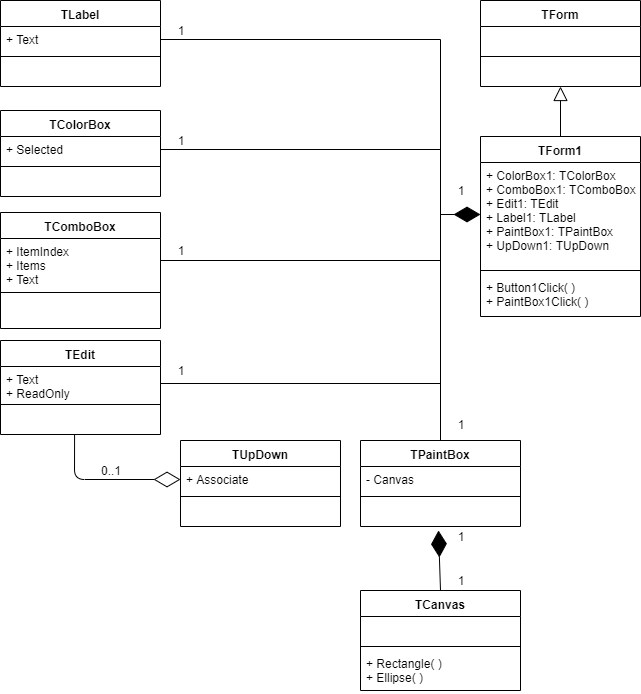 TLabel
+ Text
1
TForm
TColorBox
+ Selected
1
TForm1
+ ColorBox1: TColorBox
+ ComboBox1: TComboBox
+ Edit1: TEdit
+ Label1: TLabel
+ PaintBox1: TPaintBox
+ UpDown1: TUpDown
+ Button1Click( )
+ PaintBox1Click( )
1
TComboBox
+ ItemIndex
+ Items
+ Text
1
TEdit
+ Text
+ ReadOnly
1
0..1
TUpDown
+ Associate
1
TPaintBox
- Canvas
1
1
TCanvas
+ Rectangle( )
+ Ellipse( )